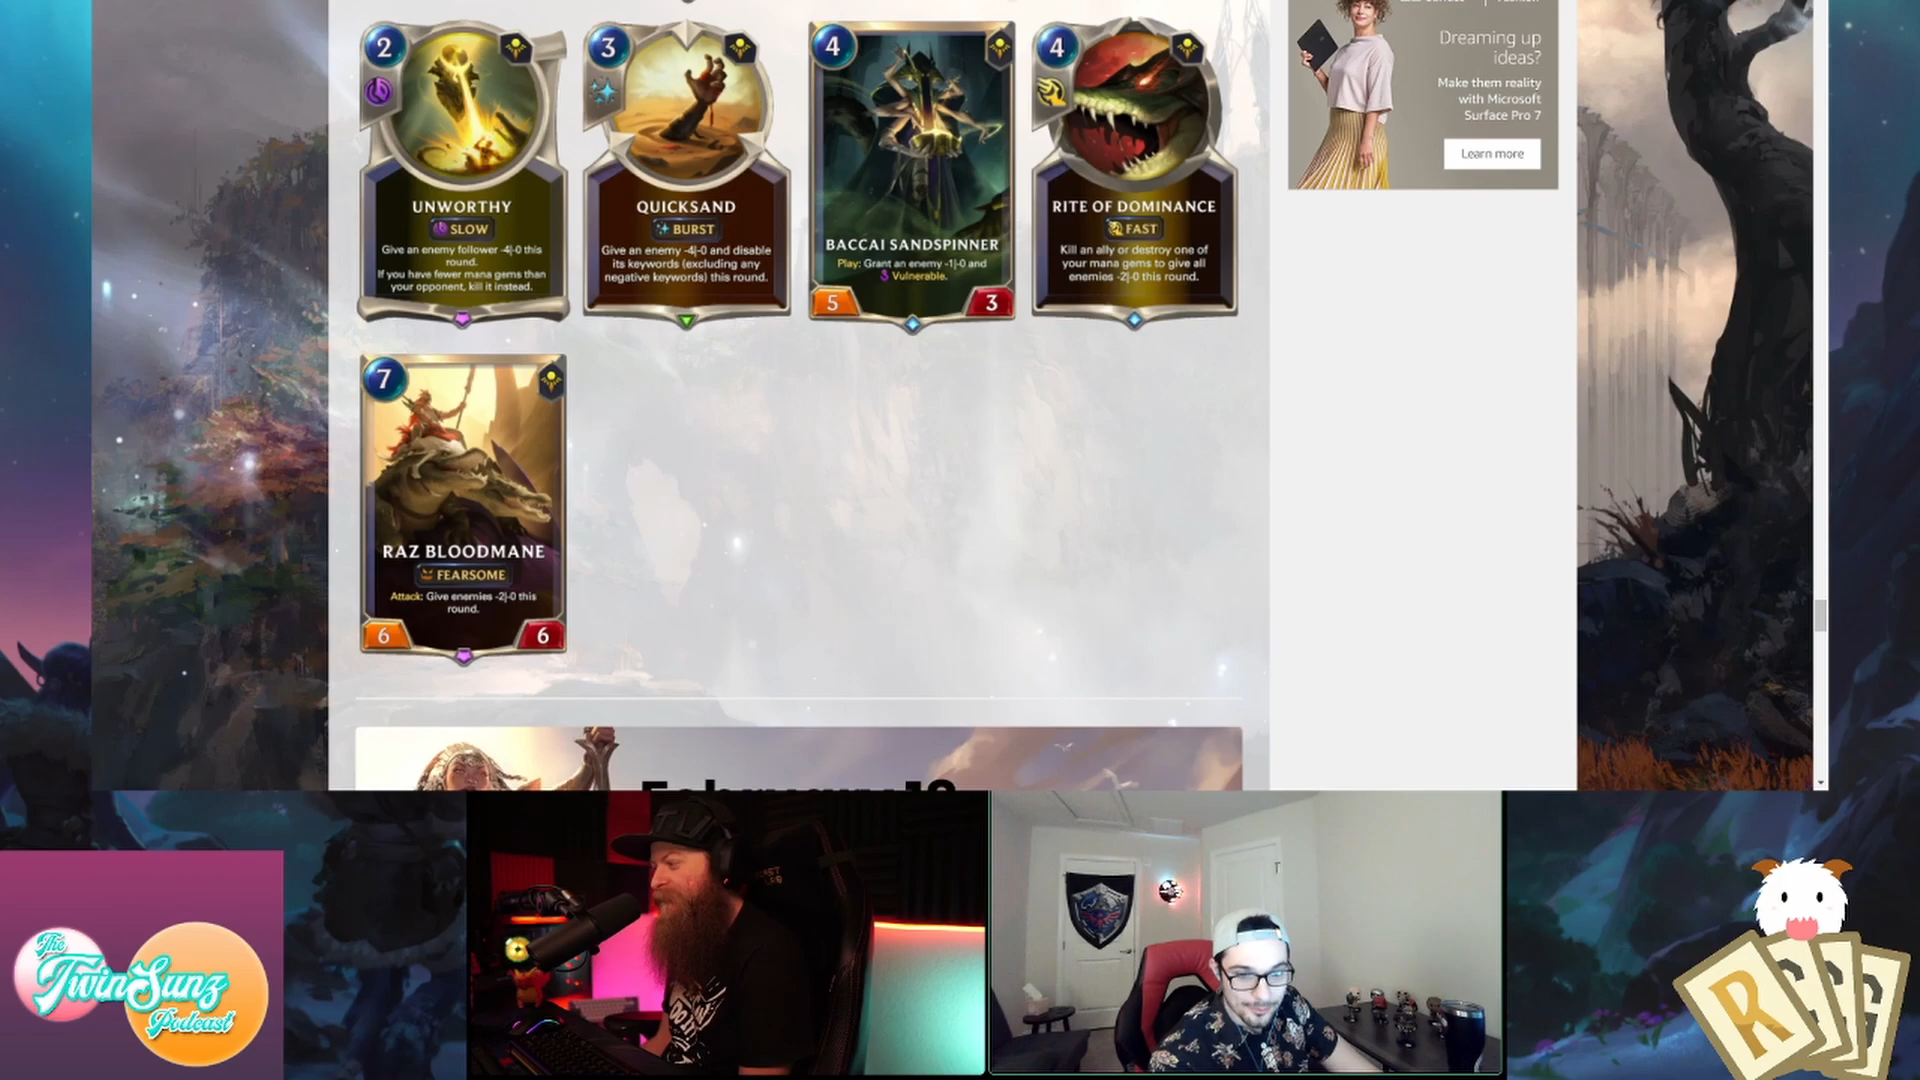 Dreaming up
ideas?
Make them reality
with Microsoft
Surface Pro 7
Learn more
2
UNWORTHY
SLOW
Give an enemy follower -4|-0 this
round.
If you have fewer mana gems than
your opponent, kill it instead.
3
QUICKSAND
BURST
Give an enemy -4|-0 and disable
its keywords (excluding any
negative keywords) this round.
4
BACCAI SANDSPINNER
Play: Grant an enemy -1|-0 and
Vulnerable.
5
3
4
RITE OF DOMINANCE
FAST
Kill an ally or destroy one of
your mana gems to give all
enemies -2|-0 this round.
7
RAZ BLOODMANE
FEARSOME
Attack: Give enemies -2|-0 this
round.
6
6
The
TwinSunz
Podcast
R